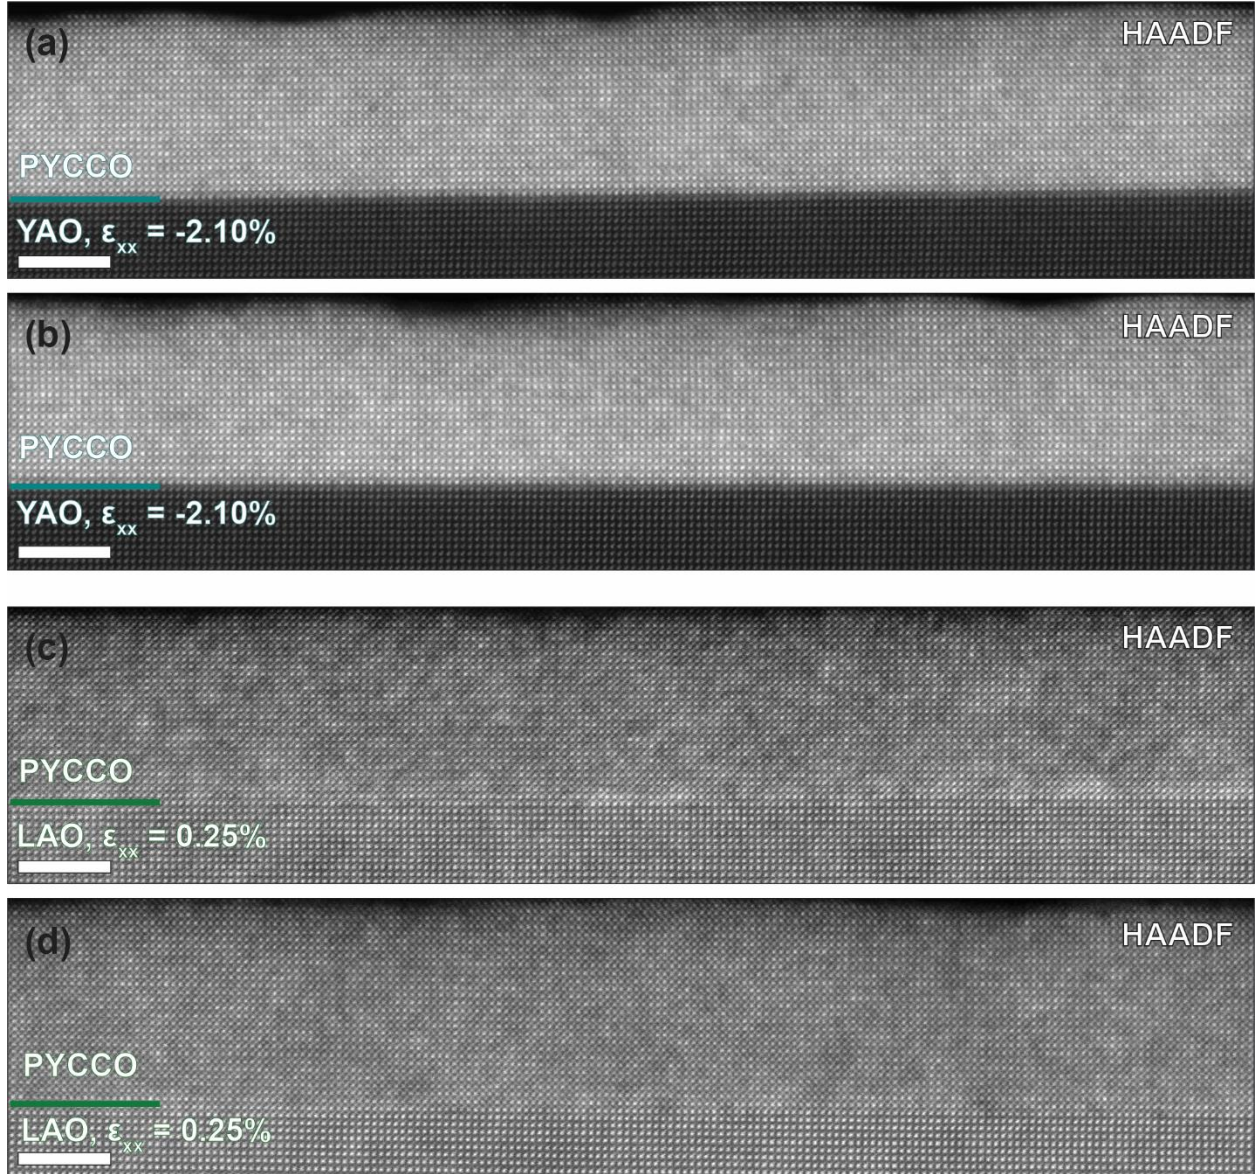 (a)
HAADF
PYCCO
YAO, εxx = -2.10%
(b)
HAADF
PYCCO
YAO, εxx = -2.10%
(c)
HAADF
PYCCO
LAO, εxx = 0.25%
(d)
HAADF
PYCCO
LAO, εxx = 0.25%